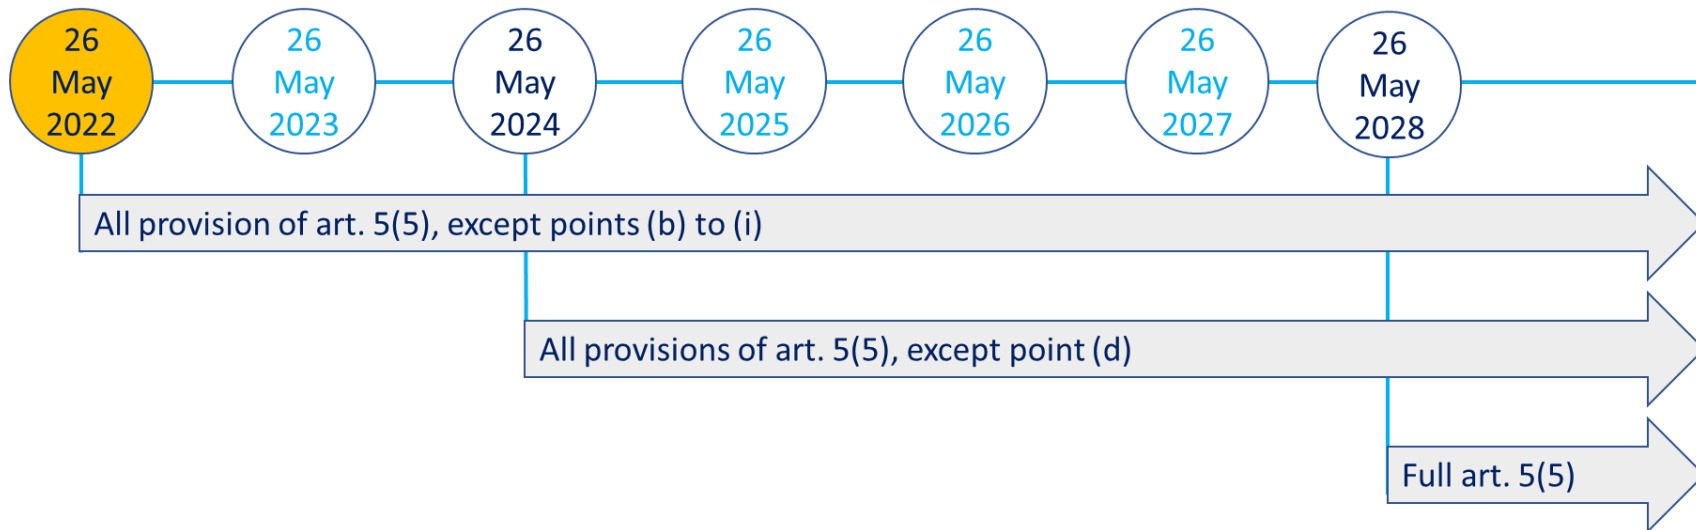 26
May
2022
26
May
2023
26
May
2024
26
May
2025
26
May
2026
26
May
2027
26
May
2028
All provision of art. 5(5), except points (b) to (i)
All provisions of art. 5(5), except point (d)
Full art. 5(5)